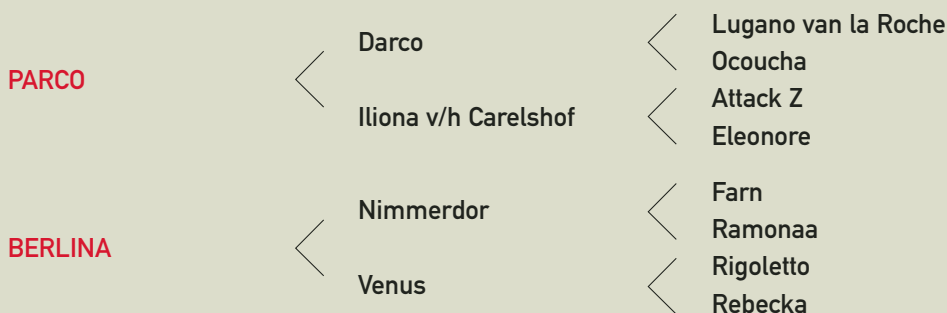 PARCO
Darco
Lugano van la Roche
Ocoucha
Iliona v/h Carelshof
Attack Z
Eleonore
BERLINA
Nimmerdor
Farn
Ramonaa
Venus
Rigoletto
Rebecka